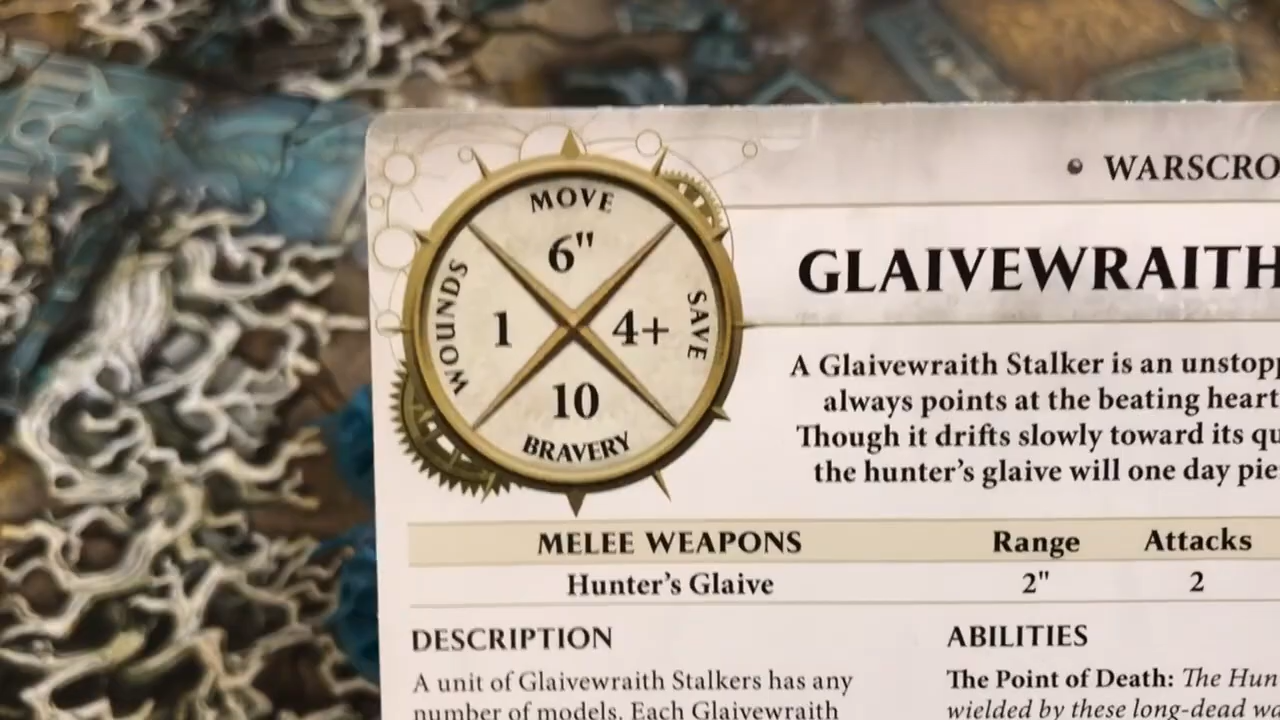 • WARSCRO
GLAIVEWRAITH
MOVE
6"
WOUNDS
1
4+
SAVE
10
BRAVERY
A Glaivewraith Stalker is an unstopp
always points at the beating heart
Though it drifts slowly toward its qu
the hunter's glaive will one day pie
MELEE WEAPONS Range Attacks
Hunter's Glaive 2" 2
DESCRIPTION
A unit of Glaivewraith Stalkers has any
number of models. Each Glaivewraith
ABILITIES
The Point of Death: The Hun
wielded by these long-dead wa